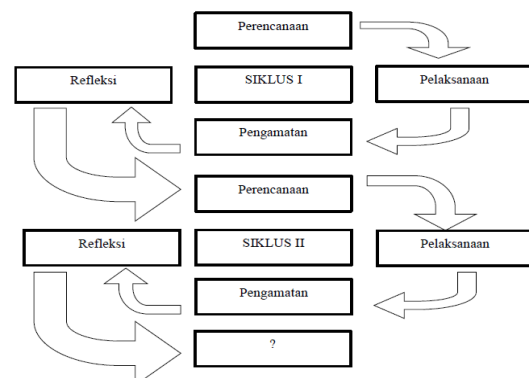 Perencanaan
Refleksi
SIKLUS I
Pelaksanaan
Pengamatan
Perencanaan
Refleksi
SIKLUS II
Pelaksanaan
Pengamatan
?